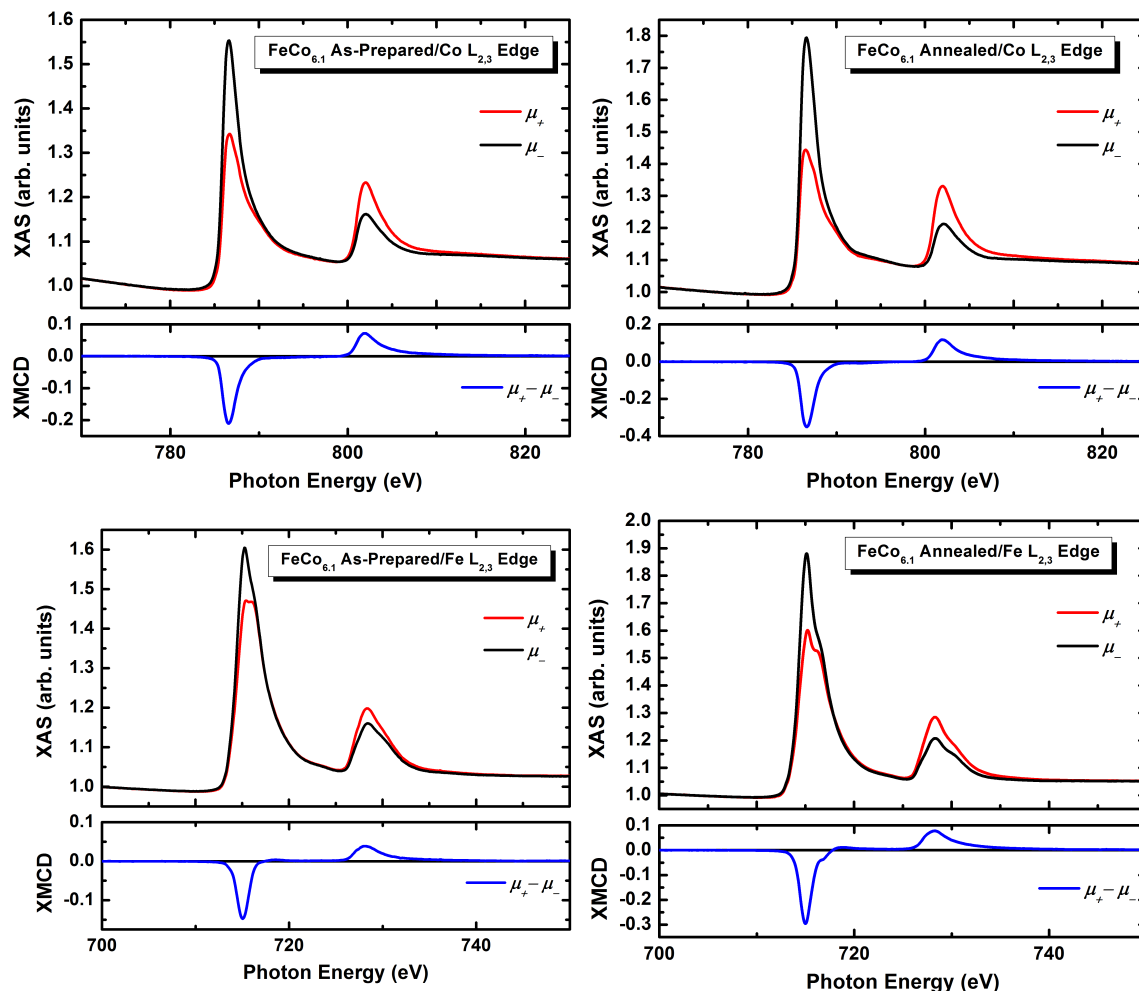 FeCo6.1 As-Prepared/Co L2,3 Edge
XAS (arb. units)
1.6
1.5
1.4
1.3
1.2
1.1
1.0
μ+
μ−
XMCD
0.1
0.0
-0.1
-0.2
μ+−μ−
780
800
820
Photon Energy (eV)
FeCo6.1 Annealed/Co L2,3 Edge
XAS (arb. units)
1.8
1.7
1.6
1.5
1.4
1.3
1.2
1.1
1.0
μ+
μ−
XMCD
0.2
0.0
-0.2
-0.4
μ+−μ−
780
800
820
Photon Energy (eV)
FeCo6.1 As-Prepared/Fe L2,3 Edge
XAS (arb. units)
1.6
1.5
1.4
1.3
1.2
1.1
1.0
μ+
μ−
XMCD
0.1
0.0
-0.1
μ+−μ−
700
720
740
Photon Energy (eV)
FeCo6.1 Annealed/Fe L2,3 Edge
XAS (arb. units)
2.0
1.9
1.8
1.7
1.6
1.5
1.4
1.3
1.2
1.1
1.0
μ+
μ−
XMCD
0.1
0.0
-0.1
-0.2
-0.3
μ+−μ−
700
720
740
Photon Energy (eV)